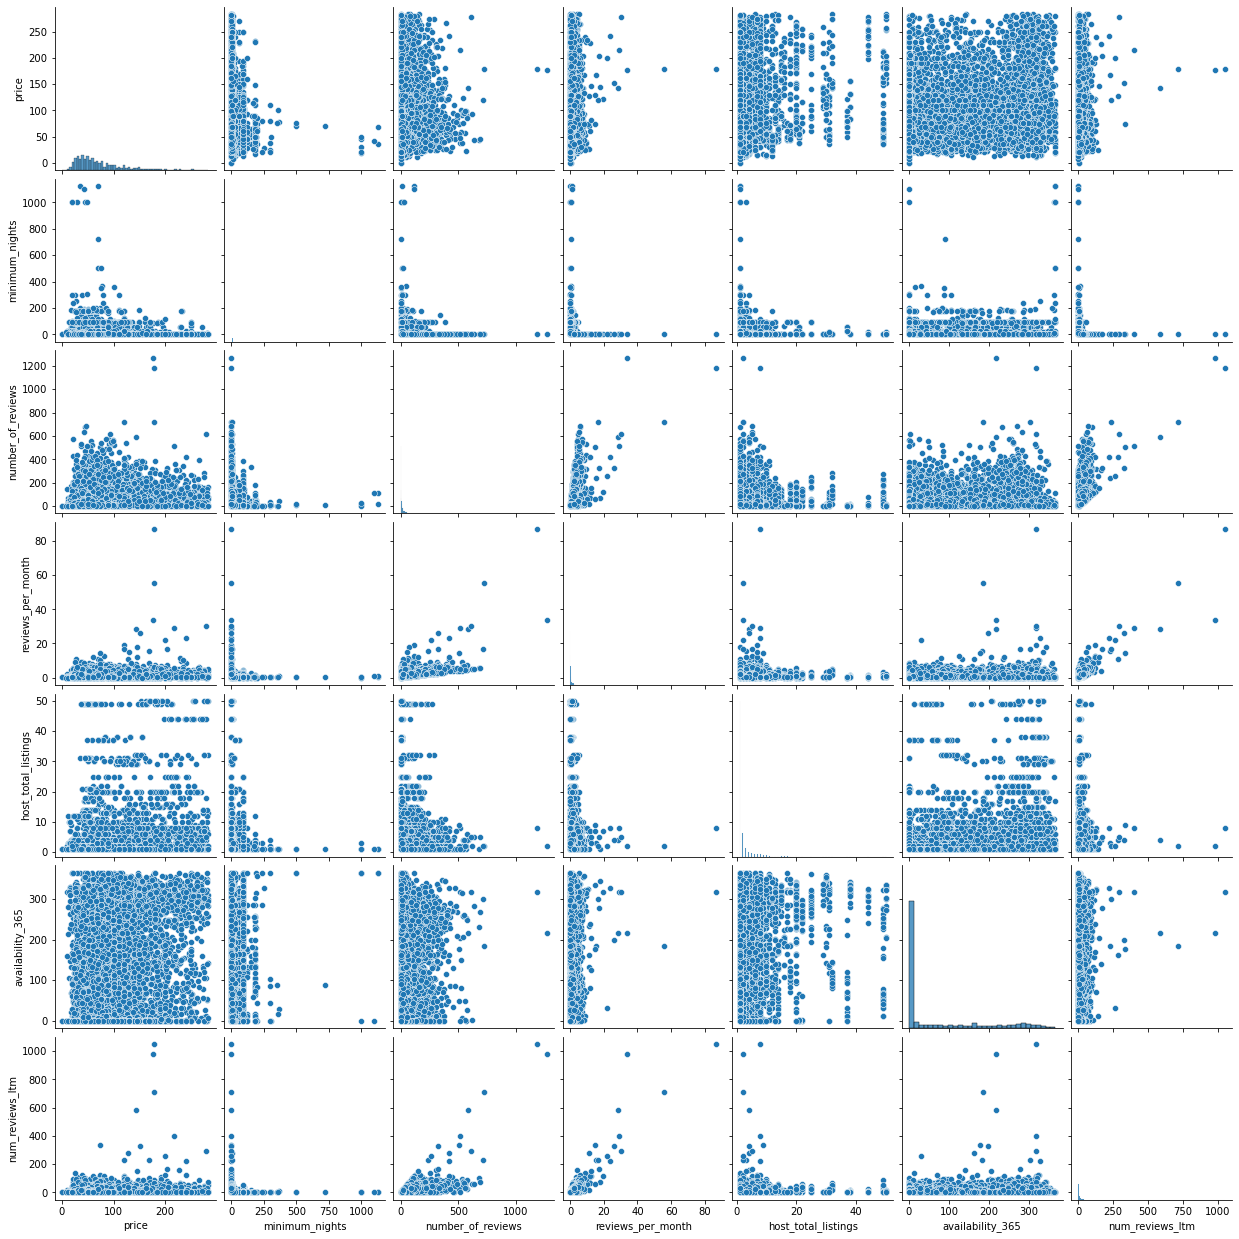 250
200
150
100
50
0
price
1000
800
600
400
200
0
minimum_nights
1200
1000
800
600
400
200
0
number_of_reviews
80
60
40
20
0
reviews_per_month
50
40
30
20
10
0
host_total_listings
300
200
100
0
availability_365
1000
800
600
400
200
0
num_reviews_ltm
0 100 200
0 250 500 750 1000
0 500 1000
0 20 40 60 80
0 20 40
0 100 200 300
0 250 500 750 1000
price minimum_nights number_of_reviews reviews_per_month host_total_listings availability_365 num_reviews_ltm